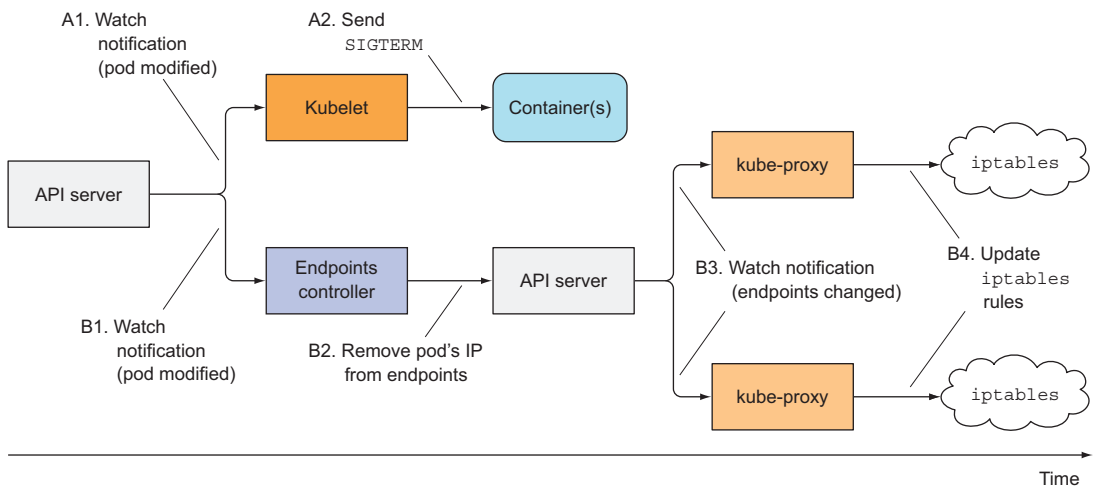 A1. Watch
notification
(pod modified)
A2. Send
SIGTERM
Kubelet
Container(s)
API server
kube-proxy
iptables
Endpoints
controller
API server
B1. Watch
notification
(pod modified)
B2. Remove pod's IP
from endpoints
B3. Watch notification
(endpoints changed)
B4. Update
iptables
rules
kube-proxy
iptables
Time